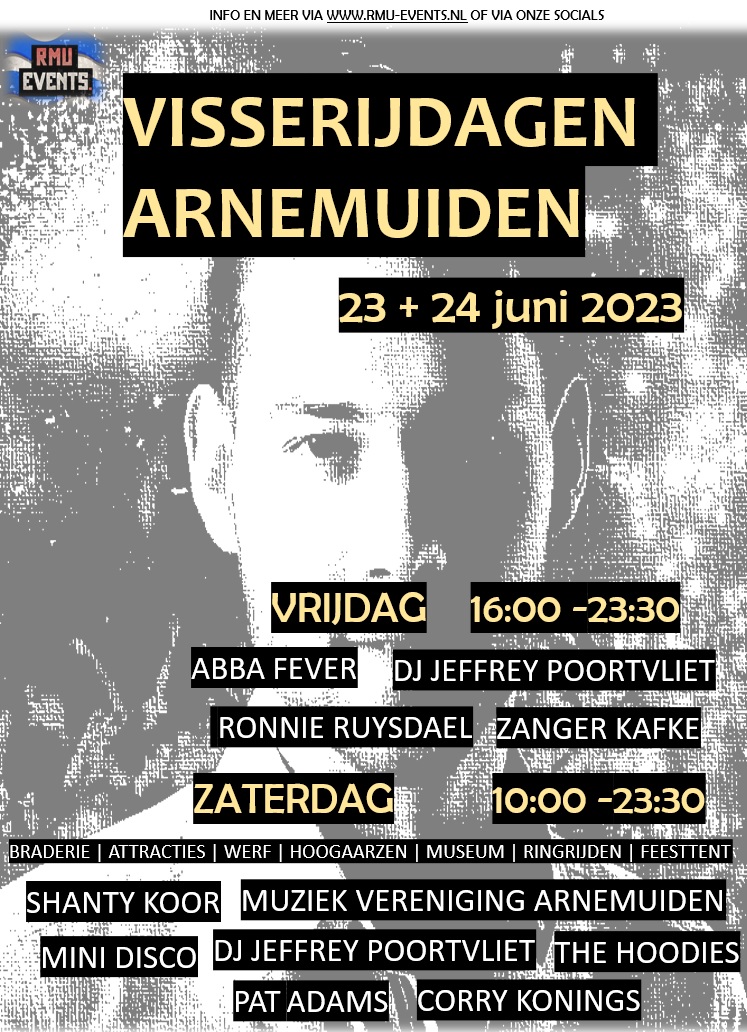 INFO EN MEER VIA WWW.RMU-EVENTS.NL OF VIA ONZE SOCIALS
RMU
EVENTS
VISSERIJDAGEN
ARNEMUIDEN
23 + 24 juni 2023
VRIJDAG 16:00 -23:30
ABBA FEVER DJ JEFFREY POORTVLIET
RONNIE RUYSDAEL ZANGER KAFKE
ZATERDAG 10:00 -23:30
BRADERIE | ATTRACTIES | WERF | HOOGAARZEN | MUSEUM | RINGRIJDEN | FEESTTENT
SHANTY KOOR MUZIEK VERENIGING ARNEMUIDEN
MINI DISCO DJ JEFFREY POORTVLIET THE HOODIES
PAT ADAMS CORRY KONINGS